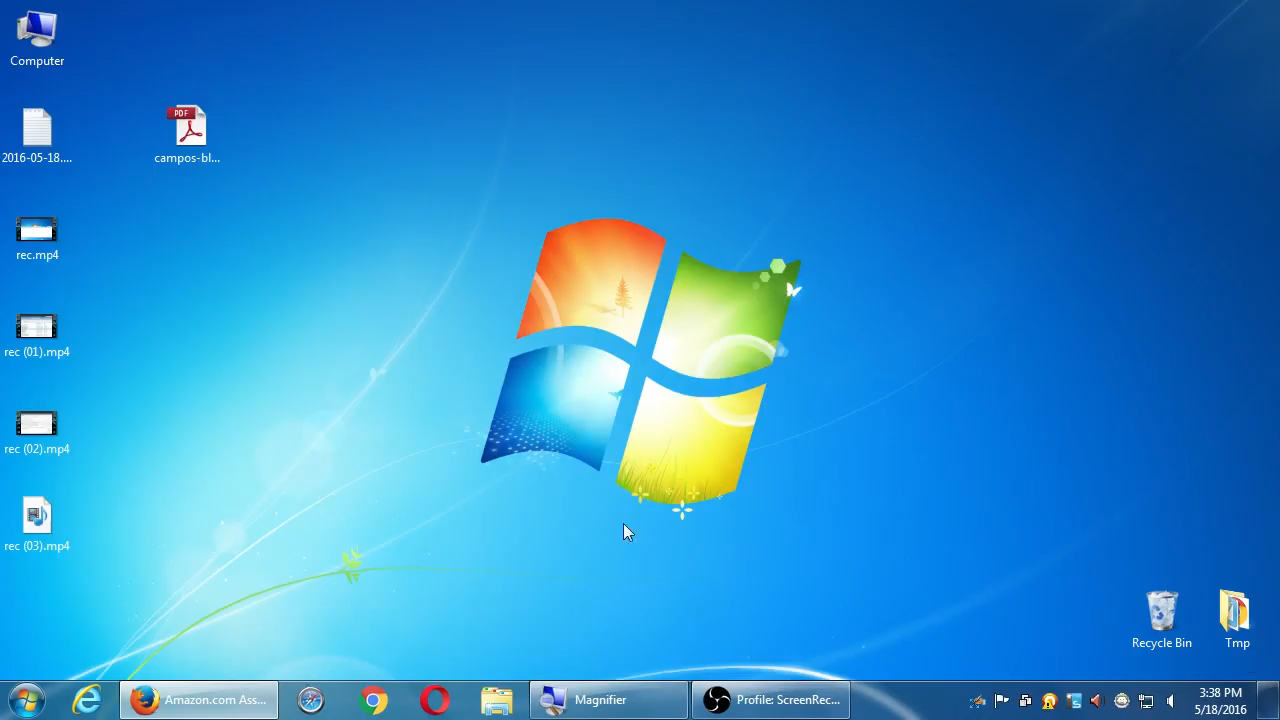 Computer
2016-05-18....
PDF
campos-bl...
rec.mp4
rec (01).mp4
rec (02).mp4
rec (03).mp4
Recycle Bin
Tmp
Amazon.com Ass...
Magnifier
Profile: ScreenRec...
3:38 PM
5/18/2016